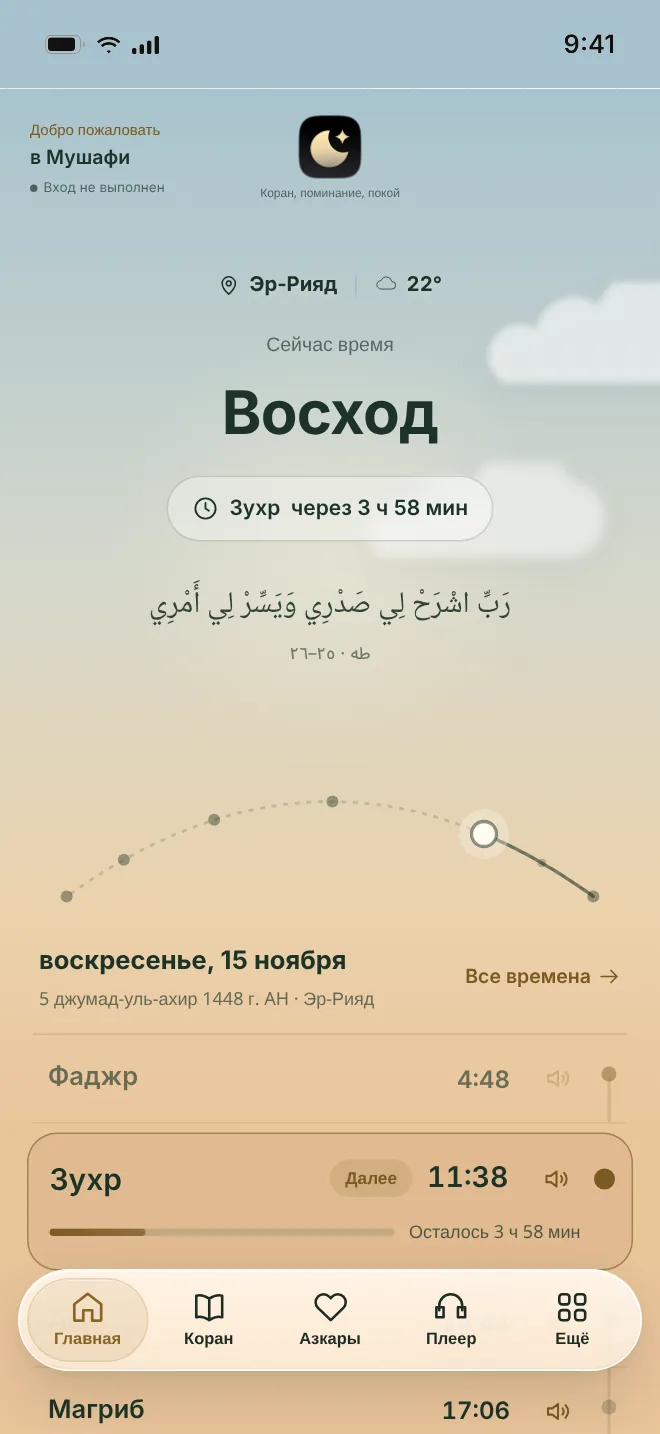 9:41
Добро пожаловать
в Мушафи
Вход не выполнен
Коран, поминание, покой
Эр-Рияд 22°
Сейчас время
Восход
Зухр через 3 ч 58 мин
رَبِّ اشْرَحْ لِي صَدْرِي وَيَسِّرْ لِي أَمْرِي
طه · ٢٥–٢٦
воскресенье, 15 ноября
Все времена
5 джумад-уль-ахир 1448 г. AH · Эр-Рияд
Фаджр 4:48
Зухр Далее 11:38
Осталось 3 ч 58 мин
Главная Коран Азкары Плеер Ещё
Магриб 17:06